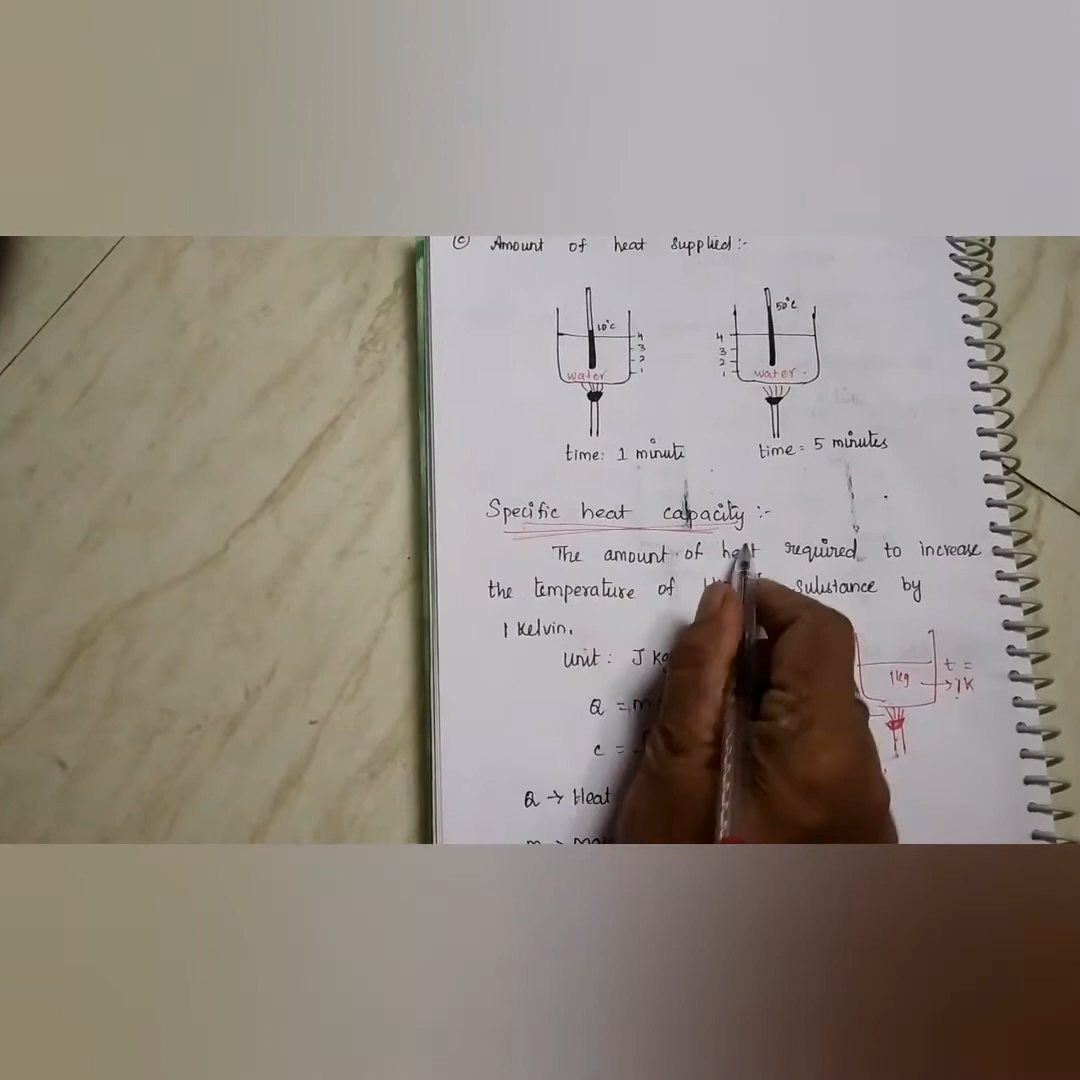 c Amount of heat supplied:-
10°c 50°c
4 4
3 3
2 2
1 1
water water
time: 1 minute time = 5 minutes
Specific heat capacity :-
The amount of heat required to increase
the temperature of substance by
1 Kelvin.
Unit : J kg
t =
1kg → 1K
Q = m
c =
Q → Heat
m →